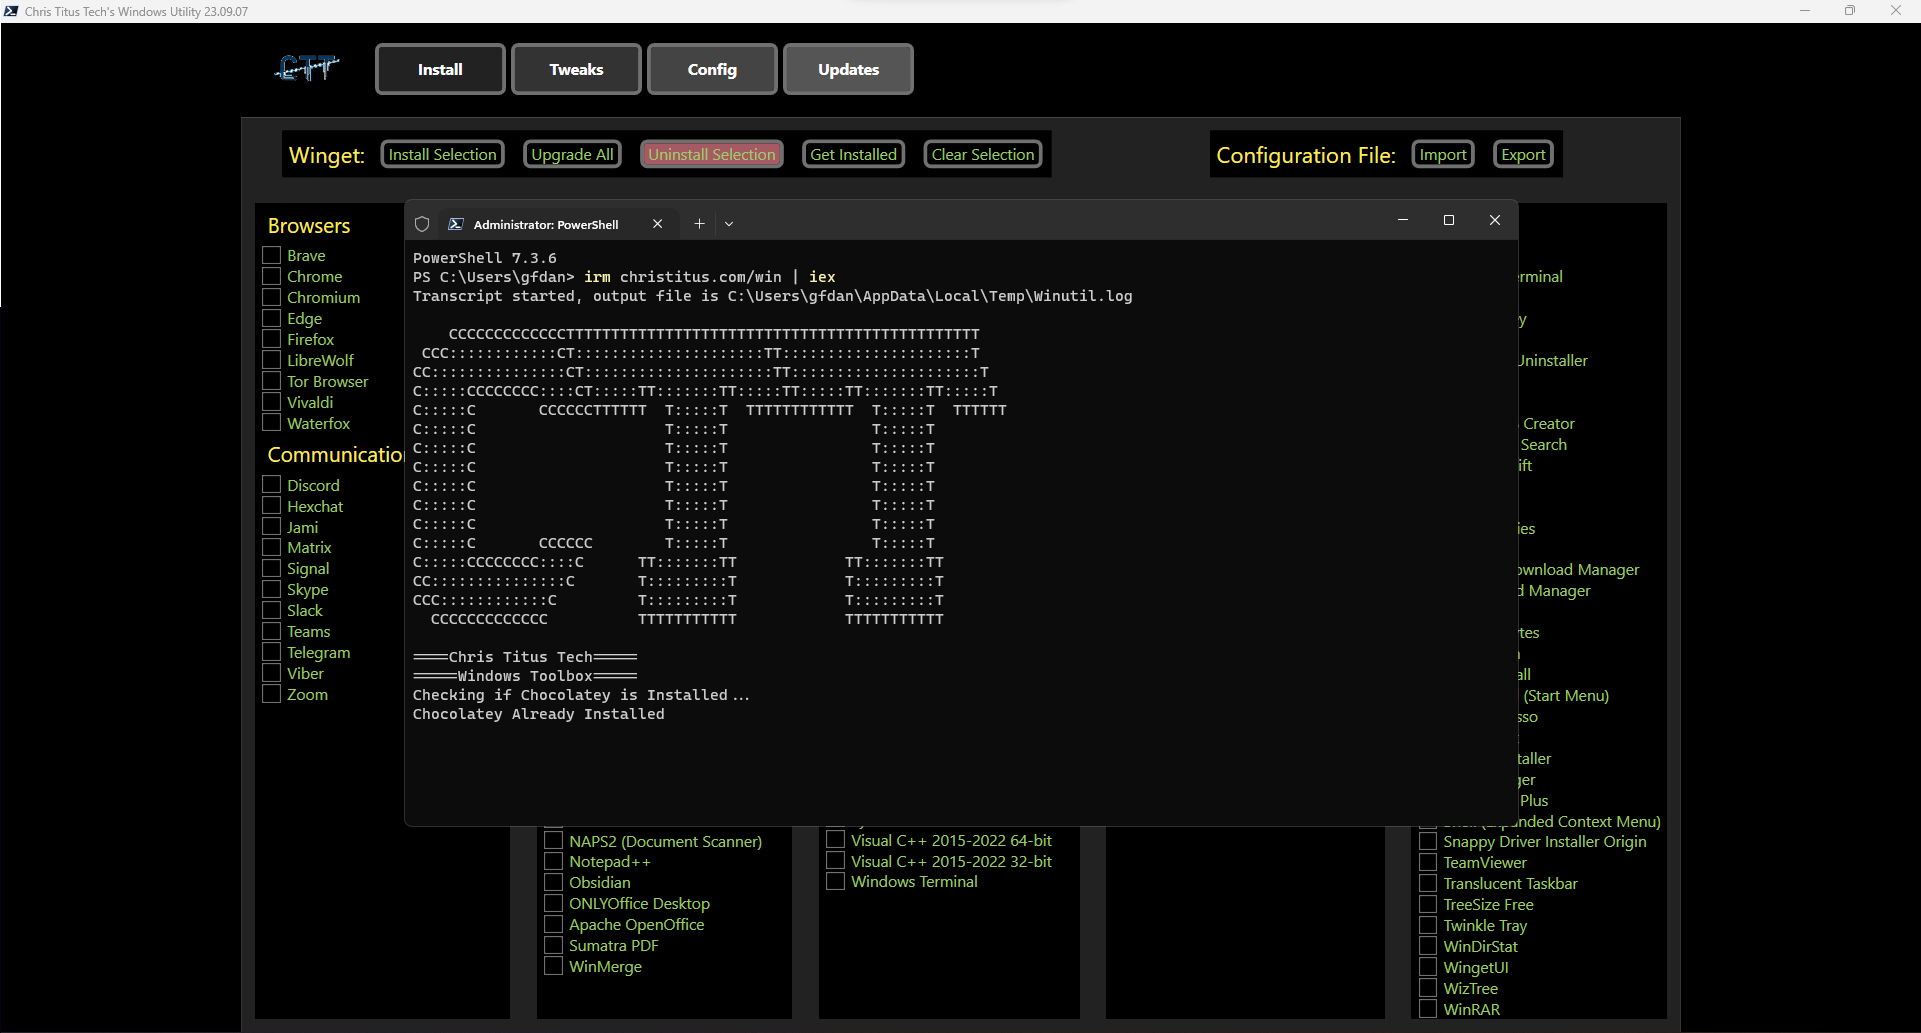 Chris Titus Tech's Windows Utility 23.09.07
CTT
Install
Tweaks
Config
Updates
Winget:
Install Selection
Upgrade All
Uninstall Selection
Get Installed
Clear Selection
Configuration File:
Import
Export
Browsers
Brave
Chrome
Chromium
Edge
Firefox
LibreWolf
Tor Browser
Vivaldi
Waterfox
Communicatio
Discord
Hexchat
Jami
Matrix
Signal
Skype
Slack
Teams
Telegram
Viber
Zoom
Administrator: PowerShell
PowerShell 7.3.6
PS C:\Users\gfdan> irm christitus.com/win | iex
Transcript started, output file is C:\Users\gfdan\AppData\Local\Temp\Winutil.log
    CCCCCCCCCCCCCTTTTTTTTTTTTTTTTTTTTTTTTTTTTTTTTTTTTTTTTTTTTTT
 CCC::::::::::::CT:::::::::::::::::::::TT:::::::::::::::::::::T
CC:::::::::::::::CT:::::::::::::::::::::TT:::::::::::::::::::::T
C:::::CCCCCCCC::::CT:::::TT:::::::TT:::::TT:::::TT:::::::TT:::::T
C:::::C       CCCCCCTTTTTT  T:::::T  TTTTTTTTTTTT  T:::::T  TTTTTT
C:::::C                     T:::::T                T:::::T
C:::::C                     T:::::T                T:::::T
C:::::C                     T:::::T                T:::::T
C:::::C                     T:::::T                T:::::T
C:::::C                     T:::::T                T:::::T
C:::::C                     T:::::T                T:::::T
C:::::C       CCCCCC        T:::::T                T:::::T
C:::::CCCCCCCC::::C      TT:::::::TT            TT:::::::TT
CC:::::::::::::::C       T:::::::::T            T:::::::::T
CCC::::::::::::C         T:::::::::T            T:::::::::T
  CCCCCCCCCCCCC          TTTTTTTTTTT            TTTTTTTTTTT
====Chris Titus Tech=====
=====Windows Toolbox=====
Checking if Chocolatey is Installed...
Chocolatey Already Installed
NAPS2 (Document Scanner)
Notepad++
Obsidian
ONLYOffice Desktop
Apache OpenOffice
Sumatra PDF
WinMerge
Visual C++ 2015-2022 64-bit
Visual C++ 2015-2022 32-bit
Windows Terminal
rminal
y
Uninstaller
Creator
Search
ift
ies
ownload Manager
d Manager
tes
all
(Start Menu)
sso
taller
ger
Plus
nded Context Menu)
Snappy Driver Installer Origin
TeamViewer
Translucent Taskbar
TreeSize Free
Twinkle Tray
WinDirStat
WingetUI
WizTree
WinRAR